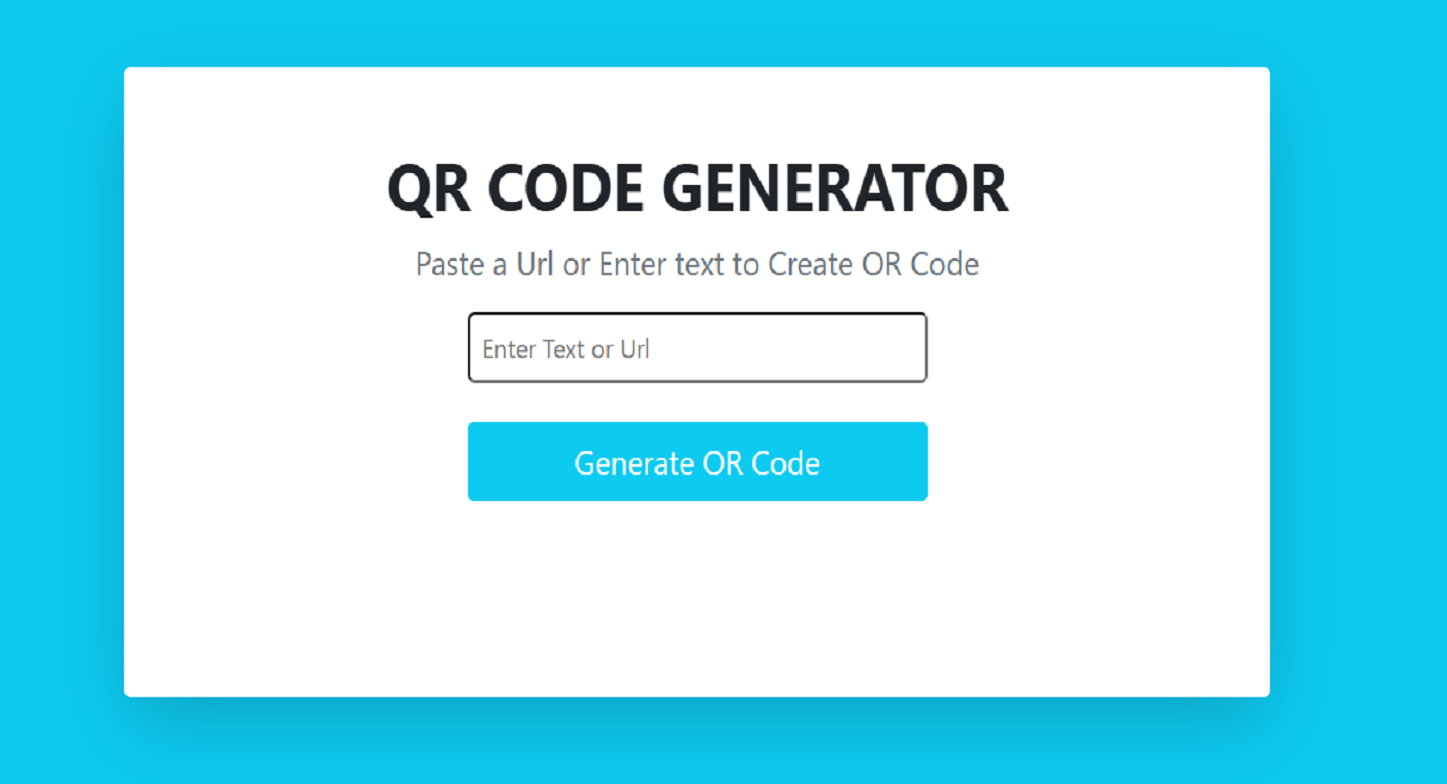 QR CODE GENERATOR
Paste a Url or Enter text to Create OR Code
Enter Text or Url
Generate OR Code